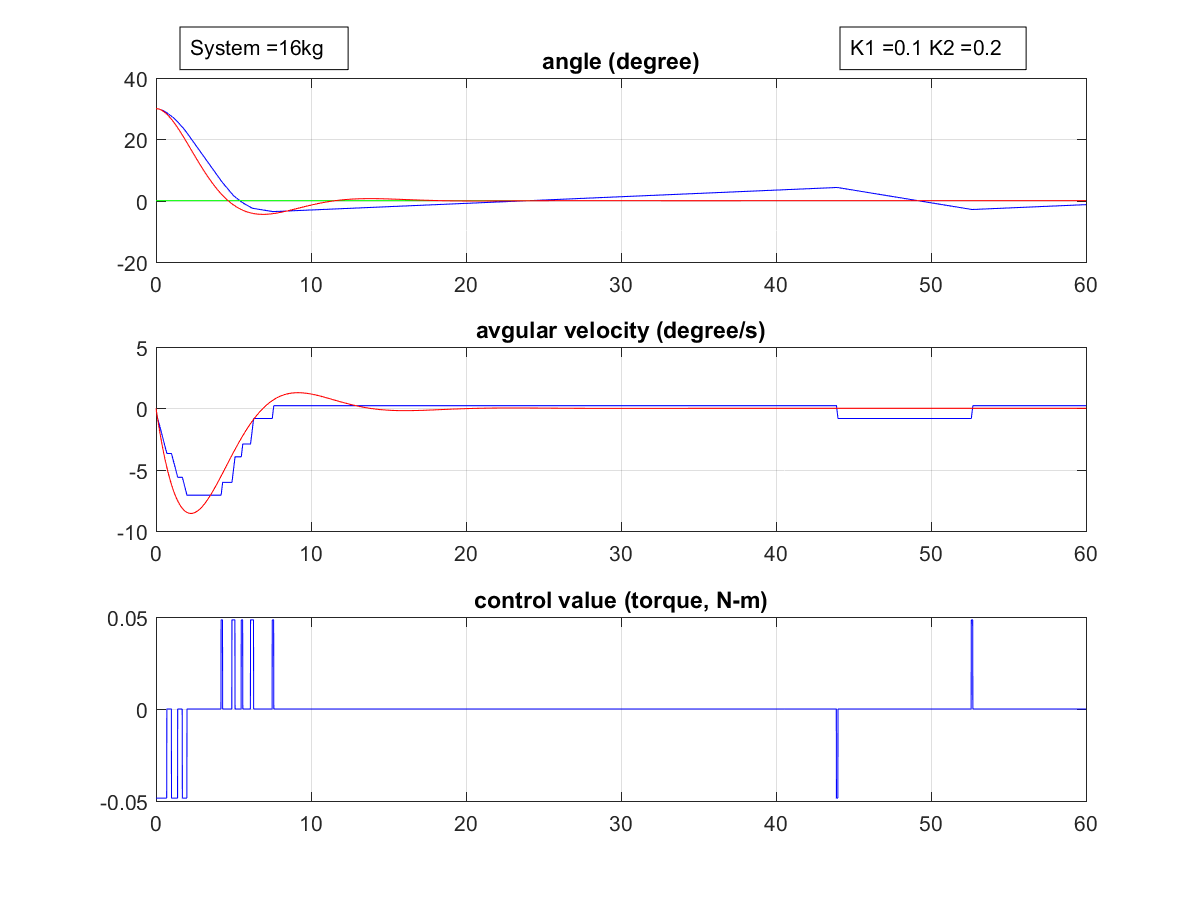 System =16kg
K1 =0.1 K2 =0.2
angle (degree)
40
20
0
-20
0 10 20 30 40 50 60
avgular velocity (degree/s)
5
0
-5
-10
0 10 20 30 40 50 60
control value (torque, N-m)
0.05
0
-0.05
0 10 20 30 40 50 60